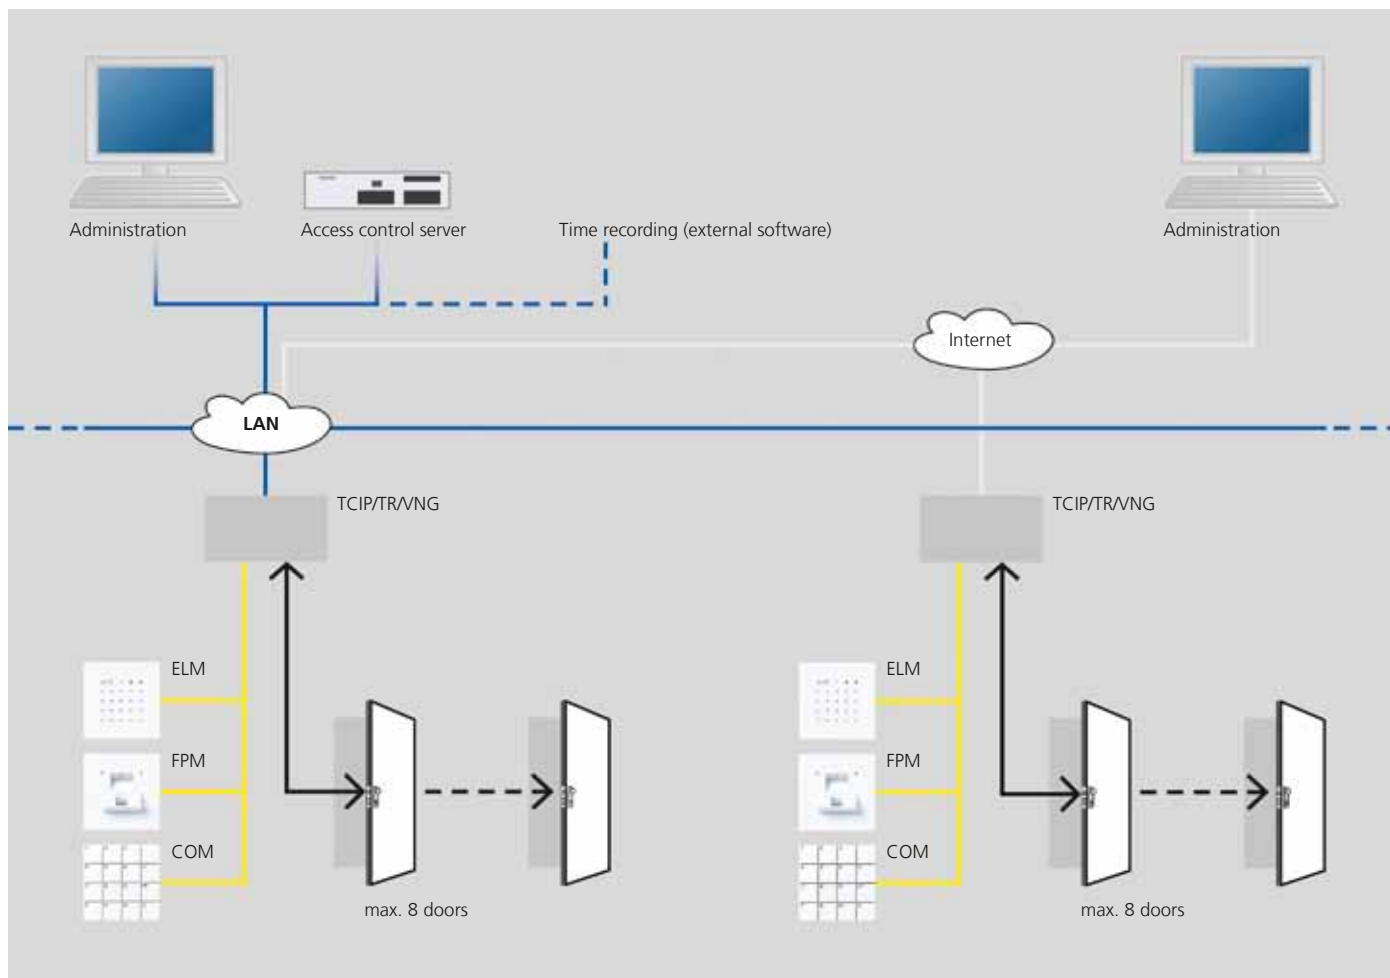 Administration
Access control server
Time recording (external software)
Administration
Internet
LAN
TCIP/TR/VNG
TCIP/TR/VNG
ELM
ELM
FPM
FPM
COM
COM
max. 8 doors
max. 8 doors